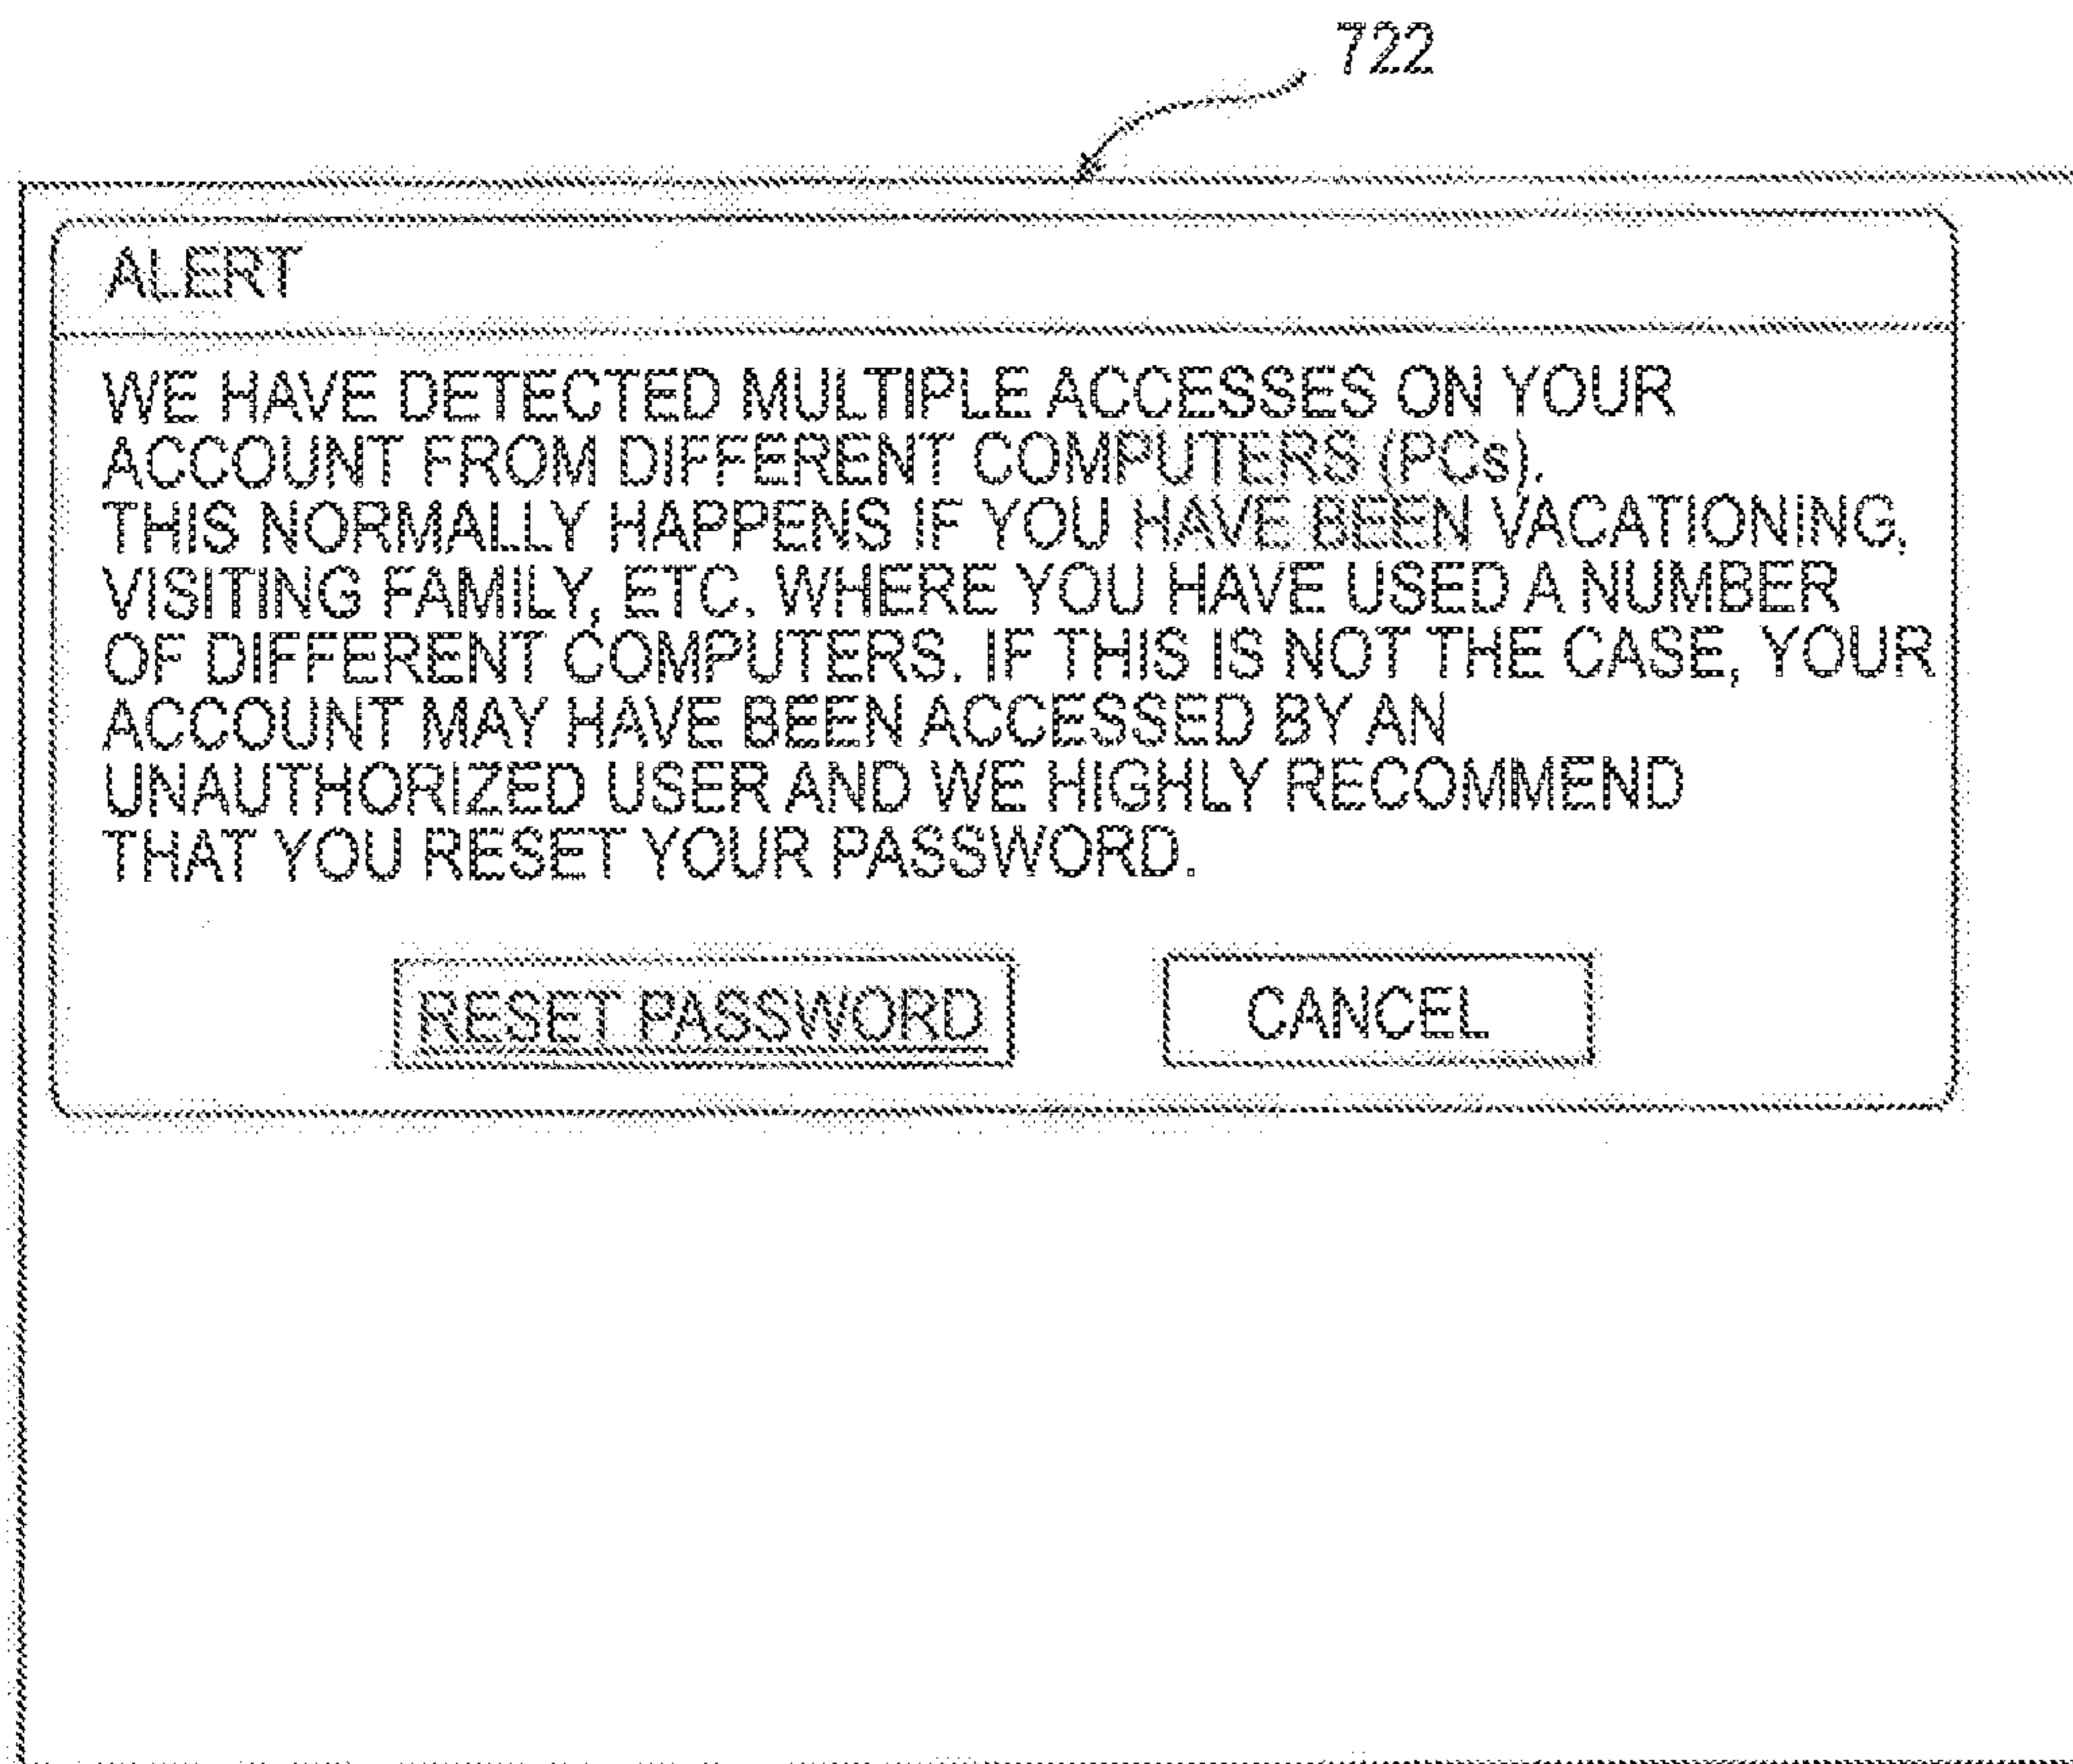 722
ALERT
WE HAVE DETECTED MULTIPLE ACCESSES ON YOUR
ACCOUNT FROM DIFFERENT COMPUTERS (PCs).
THIS NORMALLY HAPPENS IF YOU HAVE BEEN VACATIONING,
VISITING FAMILY, ETC. WHERE YOU HAVE USED A NUMBER
OF DIFFERENT COMPUTERS. IF THIS IS NOT THE CASE, YOUR
ACCOUNT MAY HAVE BEEN ACCESSED BY AN
UNAUTHORIZED USER AND WE HIGHLY RECOMMEND
THAT YOU RESET YOUR PASSWORD.
RESET PASSWORD
CANCEL